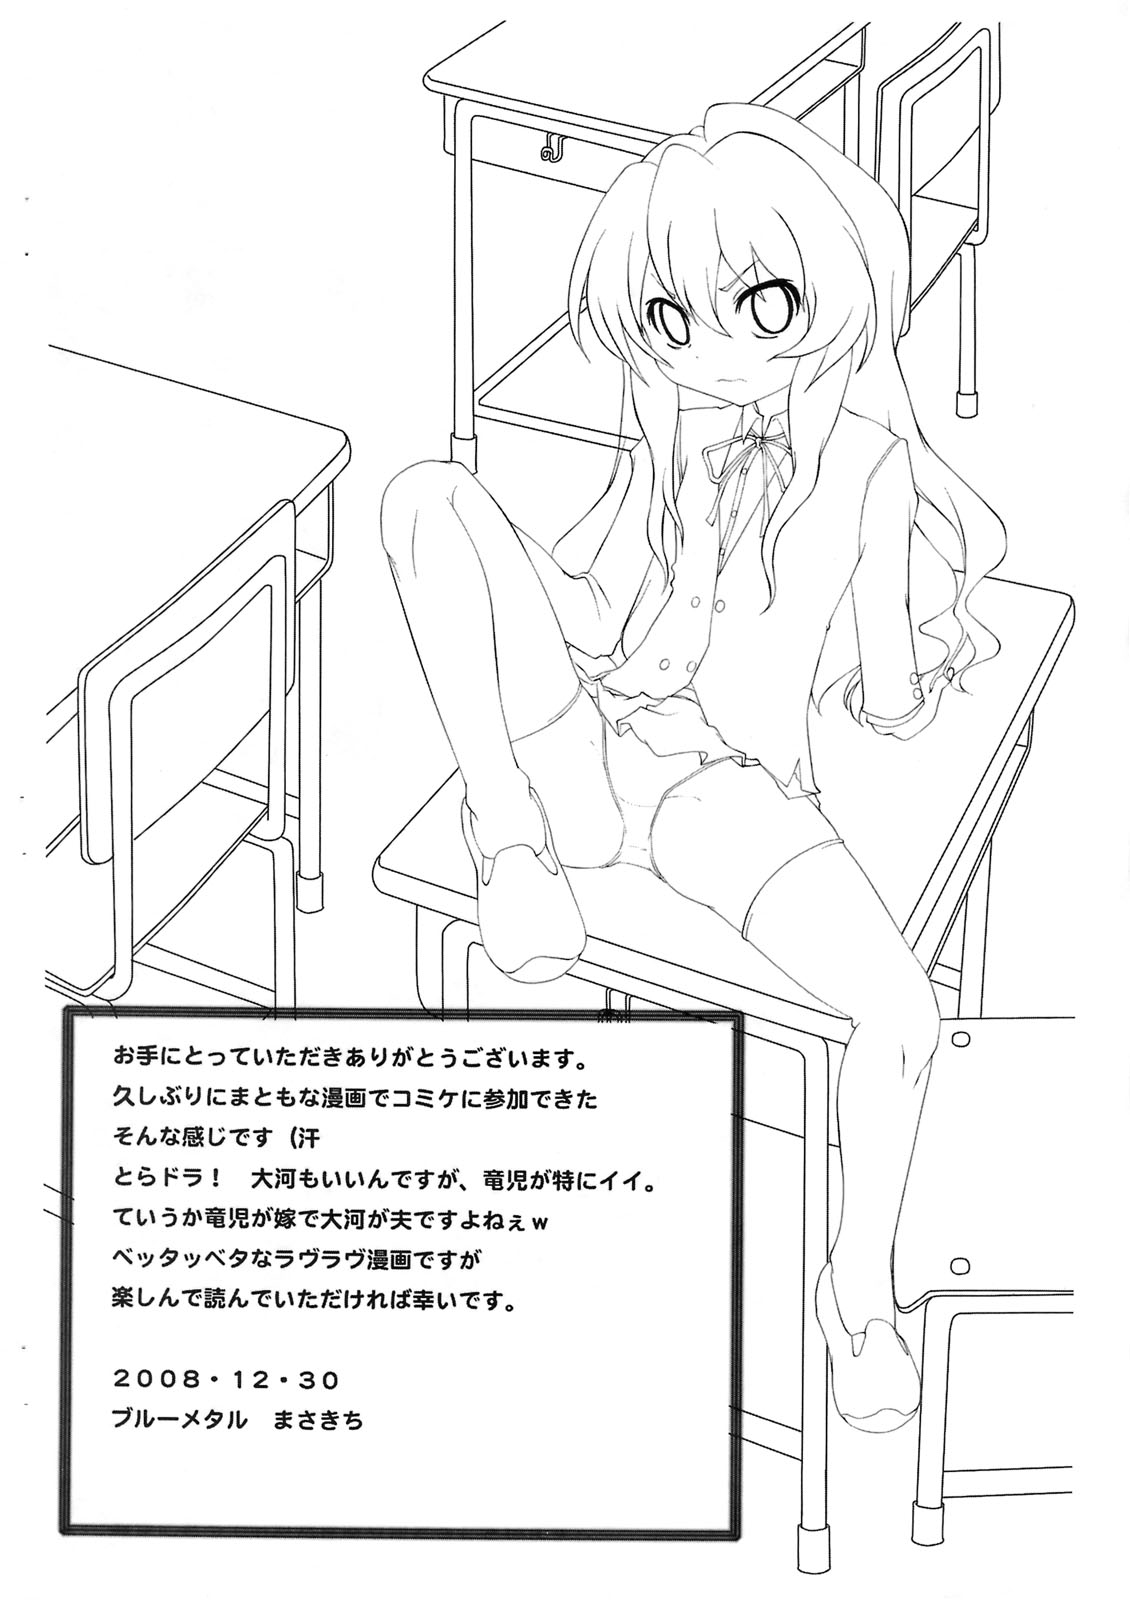 お手にとっていただきありがとうございます。
久しぶりにまともな漫画でコミケに参加できた
そんな感じです（汗
とらドラ！　大河もいいんですが、竜児が特にイイ。
ていうか竜児が嫁で大河が夫ですよねぇｗ
ベッタッベタなラヴラヴ漫画ですが
楽しんで読んでいただければ幸いです。
２００８・１２・３０
ブルーメタル　まさきち